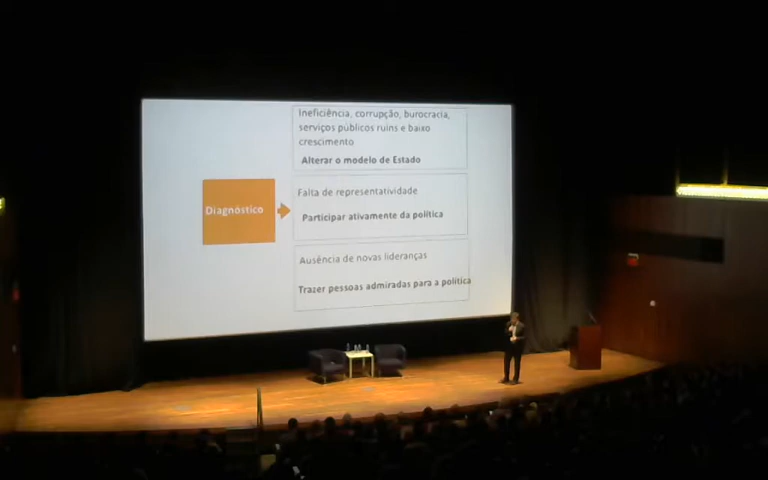 Ineficiência, corrupção, burocracia,
serviços públicos ruins e baixo
crescimento
Alterar o modelo de Estado
Diagnóstico
Falta de representatividade
Participar ativamente da política
Ausência de novas lideranças
Trazer pessoas admiradas para a política